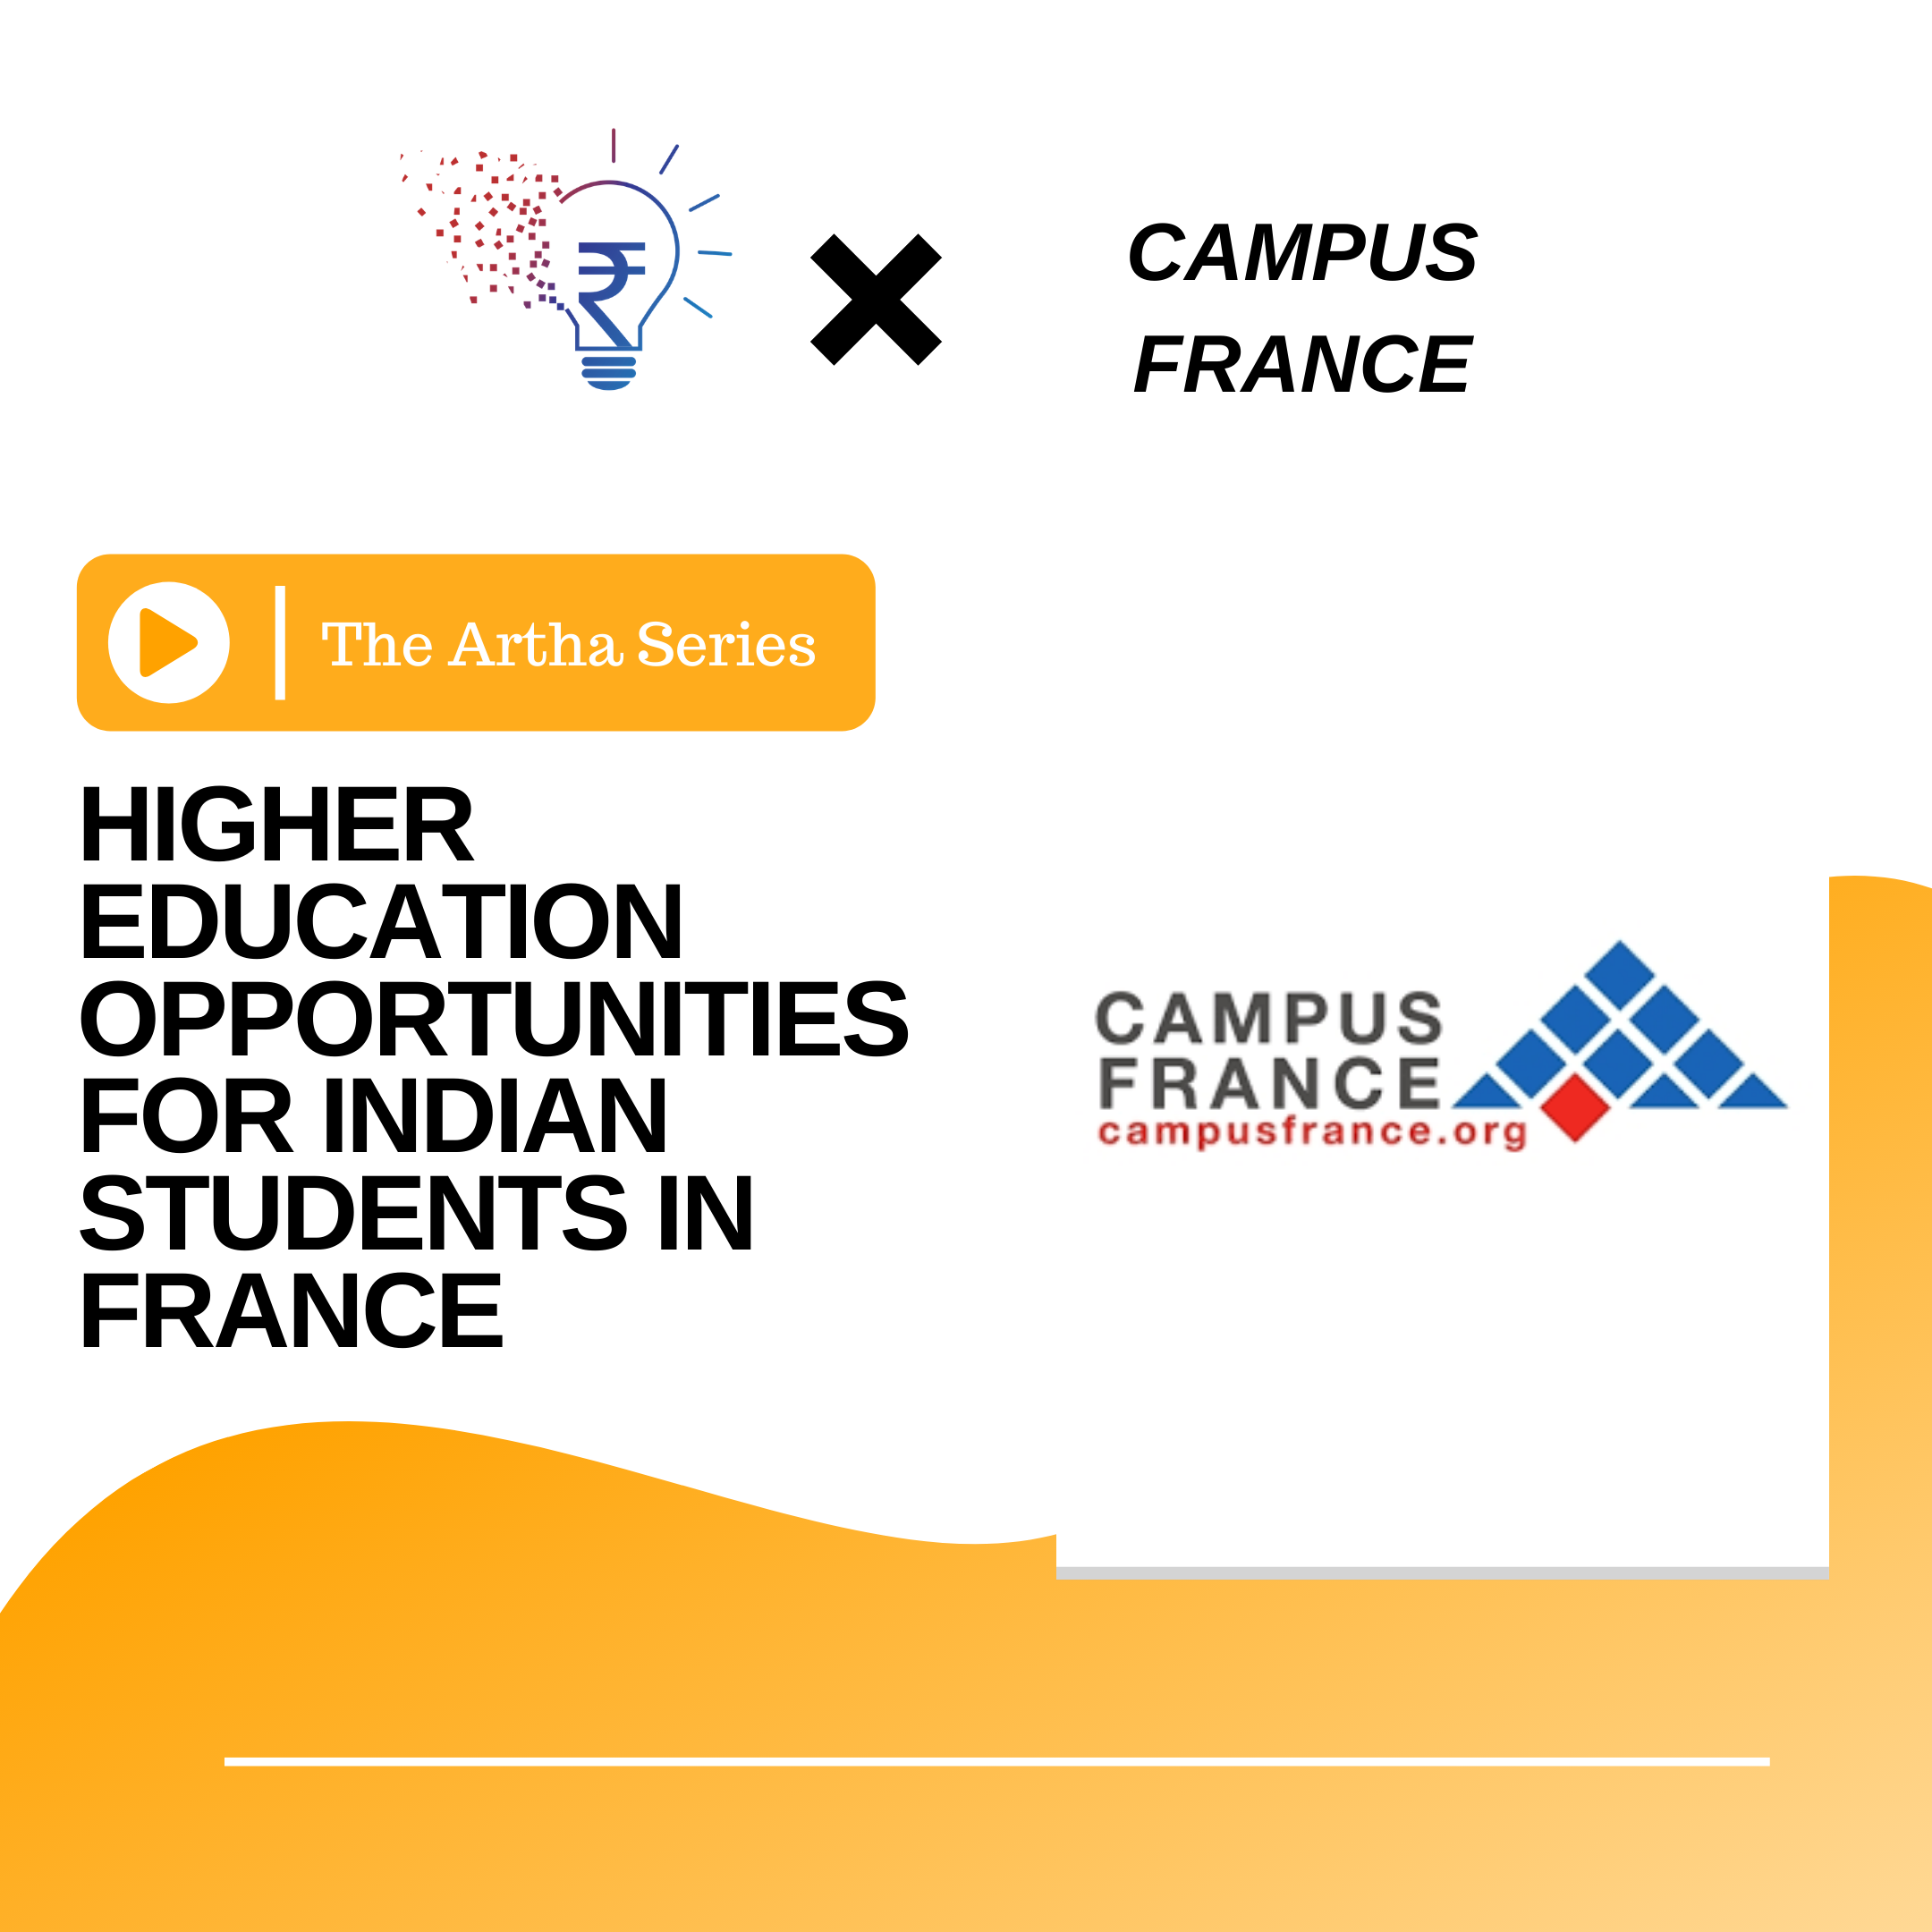 ₹
CAMPUS
FRANCE
The Artha Series
HIGHER
EDUCATION
OPPORTUNITIES
FOR INDIAN
STUDENTS IN
FRANCE
CAMPUS
FRANCE
campusfrance.org